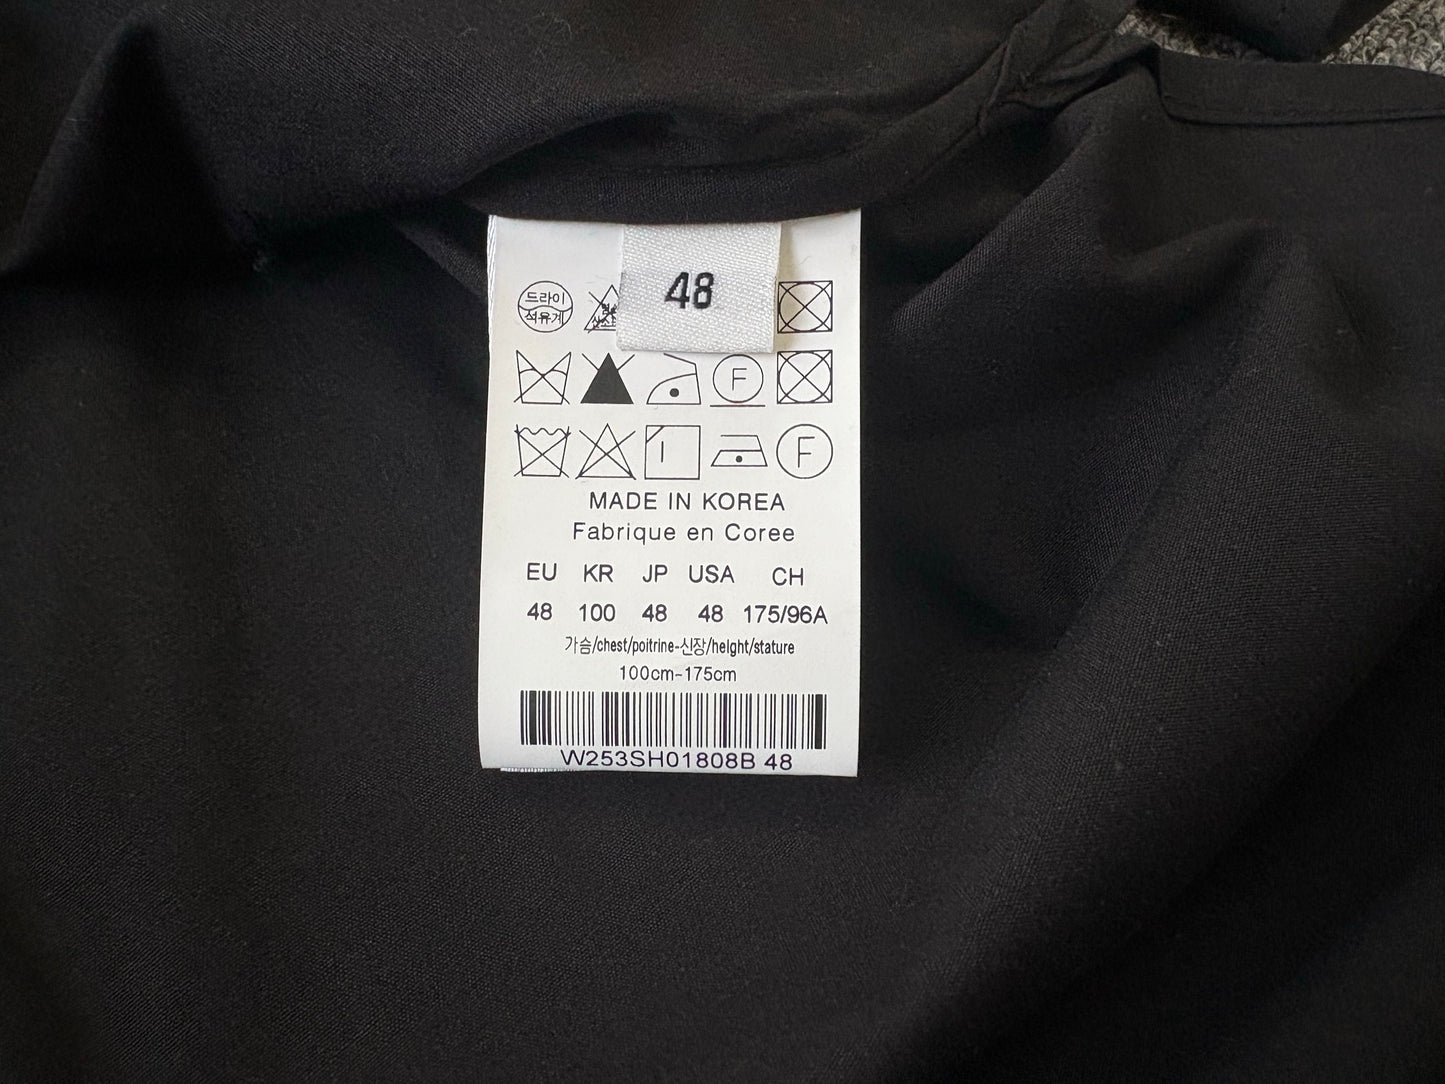 48
드라이
석유계
F
F
MADE IN KOREA
Fabrique en Coree
EU KR JP USA CH
48 100 48 48 175/96A
가슴/chest/poitrine-신장/height/stature
100cm-175cm
W253SH01808B 48